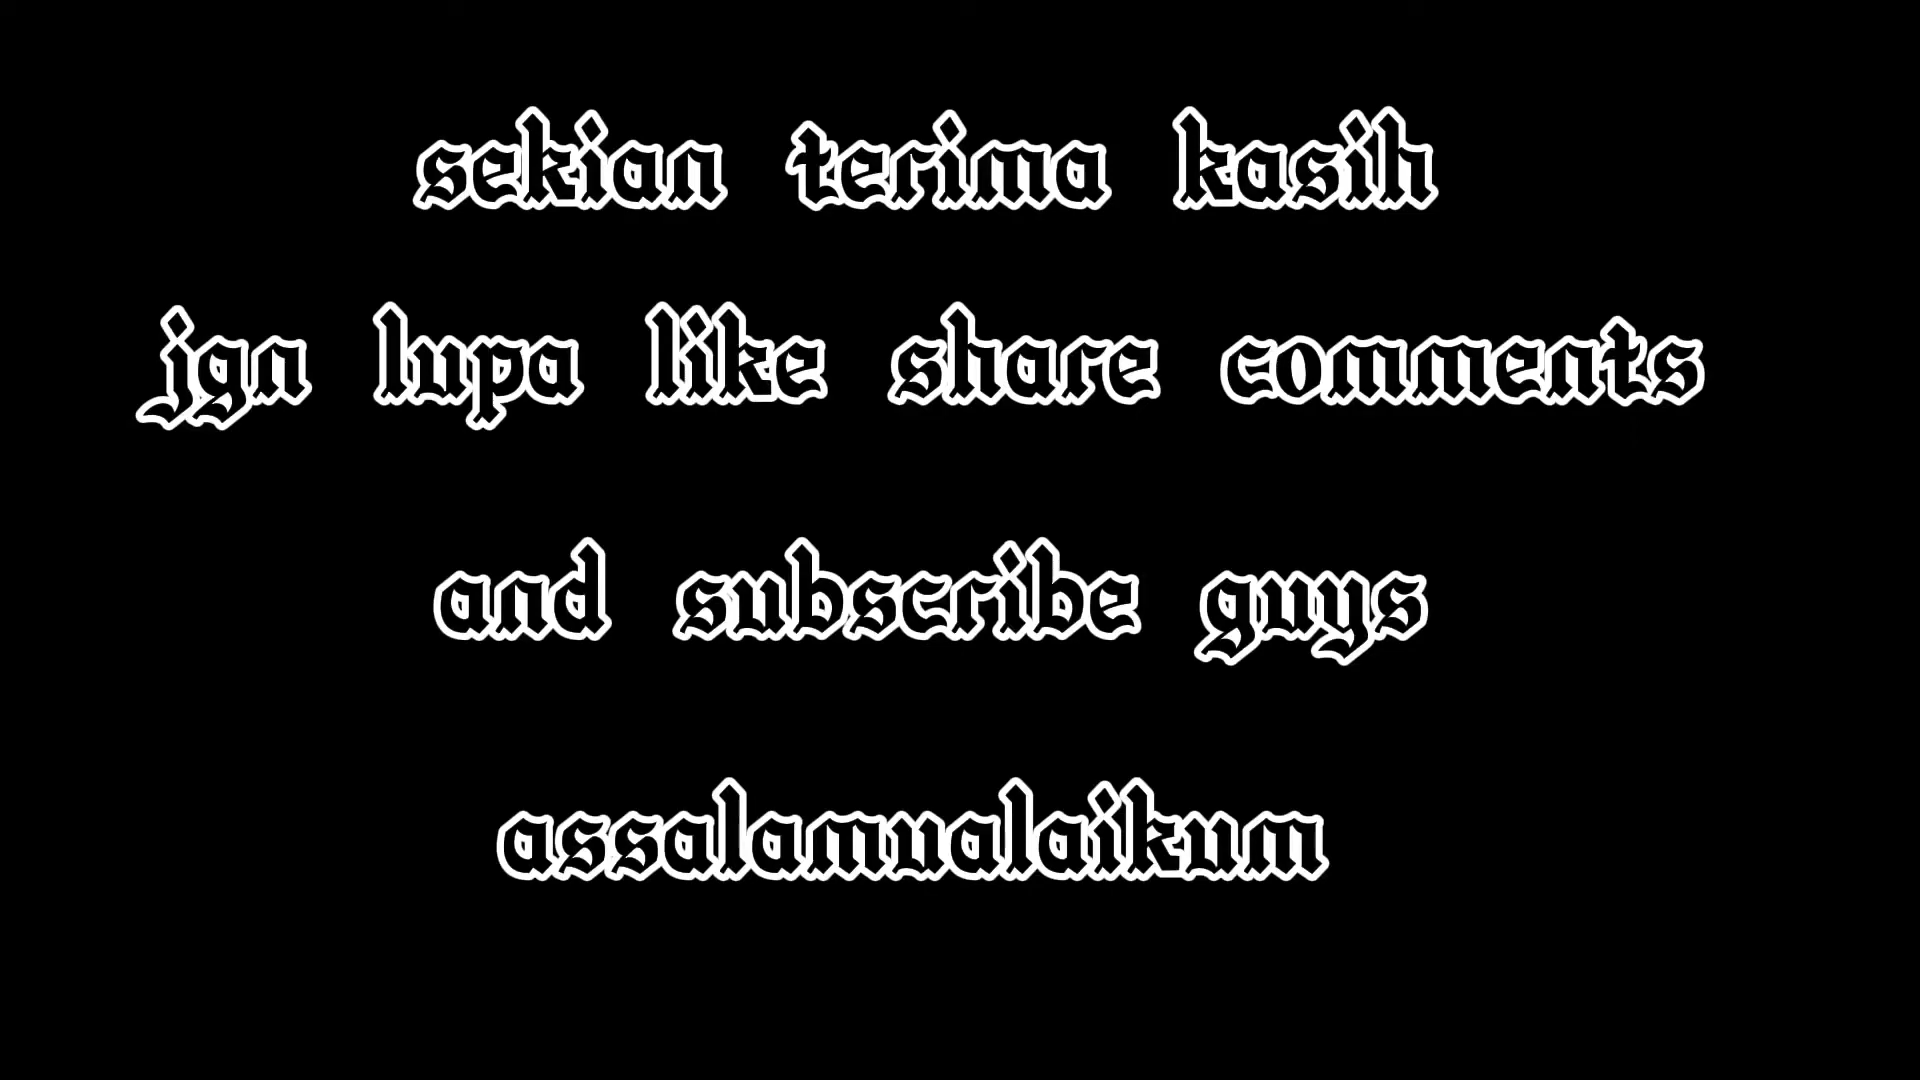 sekian terima kasih
jgn lupa like share comments
and subscribe guys
assalamualaikum